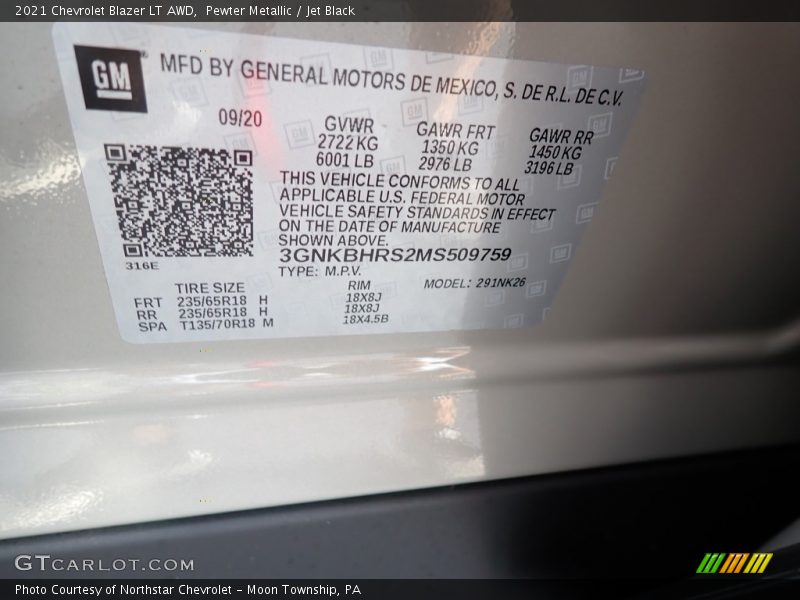 2021 Chevrolet Blazer LT AWD, Pewter Metallic / Jet Black
GM
MFD BY GENERAL MOTORS DE MEXICO, S. DE R.L. DE C.V.
09/20
GVWR GAWR FRT GAWR RR
2722 KG 1350 KG 1450 KG
6001 LB 2976 LB 3196 LB
THIS VEHICLE CONFORMS TO ALL
APPLICABLE U.S. FEDERAL MOTOR
VEHICLE SAFETY STANDARDS IN EFFECT
ON THE DATE OF MANUFACTURE
SHOWN ABOVE.
3GNKBHRS2MS509759
316E
TYPE: M.P.V. MODEL: 291NK26
TIRE SIZE RIM
FRT 235/65R18 H 18X8J
RR 235/65R18 H 18X8J
SPA T135/70R18 M 18X4.5B
GTCARLOT.COM
Photo Courtesy of Northstar Chevrolet - Moon Township, PA